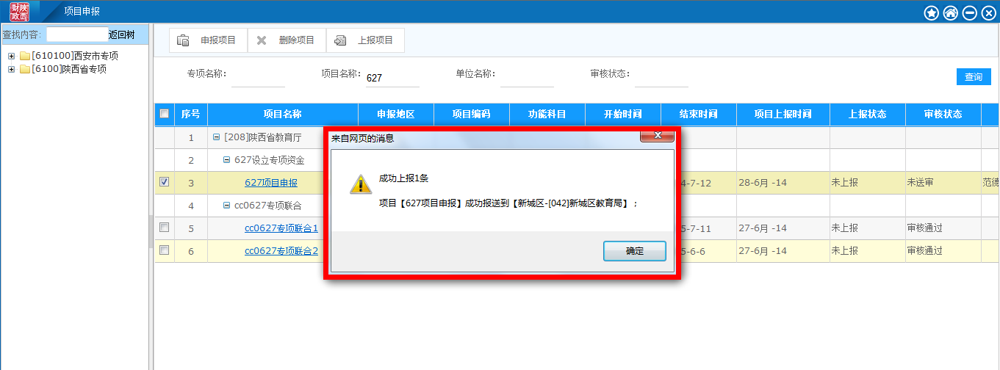 财陕
政西
项目申报
查找内容: 返回树
[610100]西安市专项
[6100]陕西省专项
申报项目 删除项目 上报项目
专项名称: 项目名称: 627 单位名称: 审核状态: 查询
序号 项目名称 申报地区 项目编码 功能科目 开始时间 结束时间 项目上报时间 上报状态 审核状态
1 [208]陕西省教育厅
2 627设立专项资金
3 627项目申报 4-7-12 28-6月 -14 未上报 未送审 范德
4 cc0627专项联合
5 cc0627专项联合1 5-7-11 27-6月 -14 未上报 审核通过
6 cc0627专项联合2 5-6-6 27-6月 -14 未上报 审核通过
来自网页的消息
成功上报1条
项目【627项目申报】成功报送到【新城区-[042]新城区教育局】;
确定